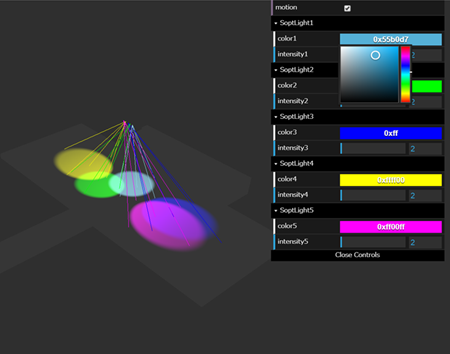 motion
SoptLight1
color1 0x55b0d7
intensity1 2
SoptLight2
color2
intensity2 2
SoptLight3
color3 0xff
intensity3 2
SoptLight4
color4
intensity4 2
SoptLight5
color5 0xff00ff
intensity5 2
Close Controls